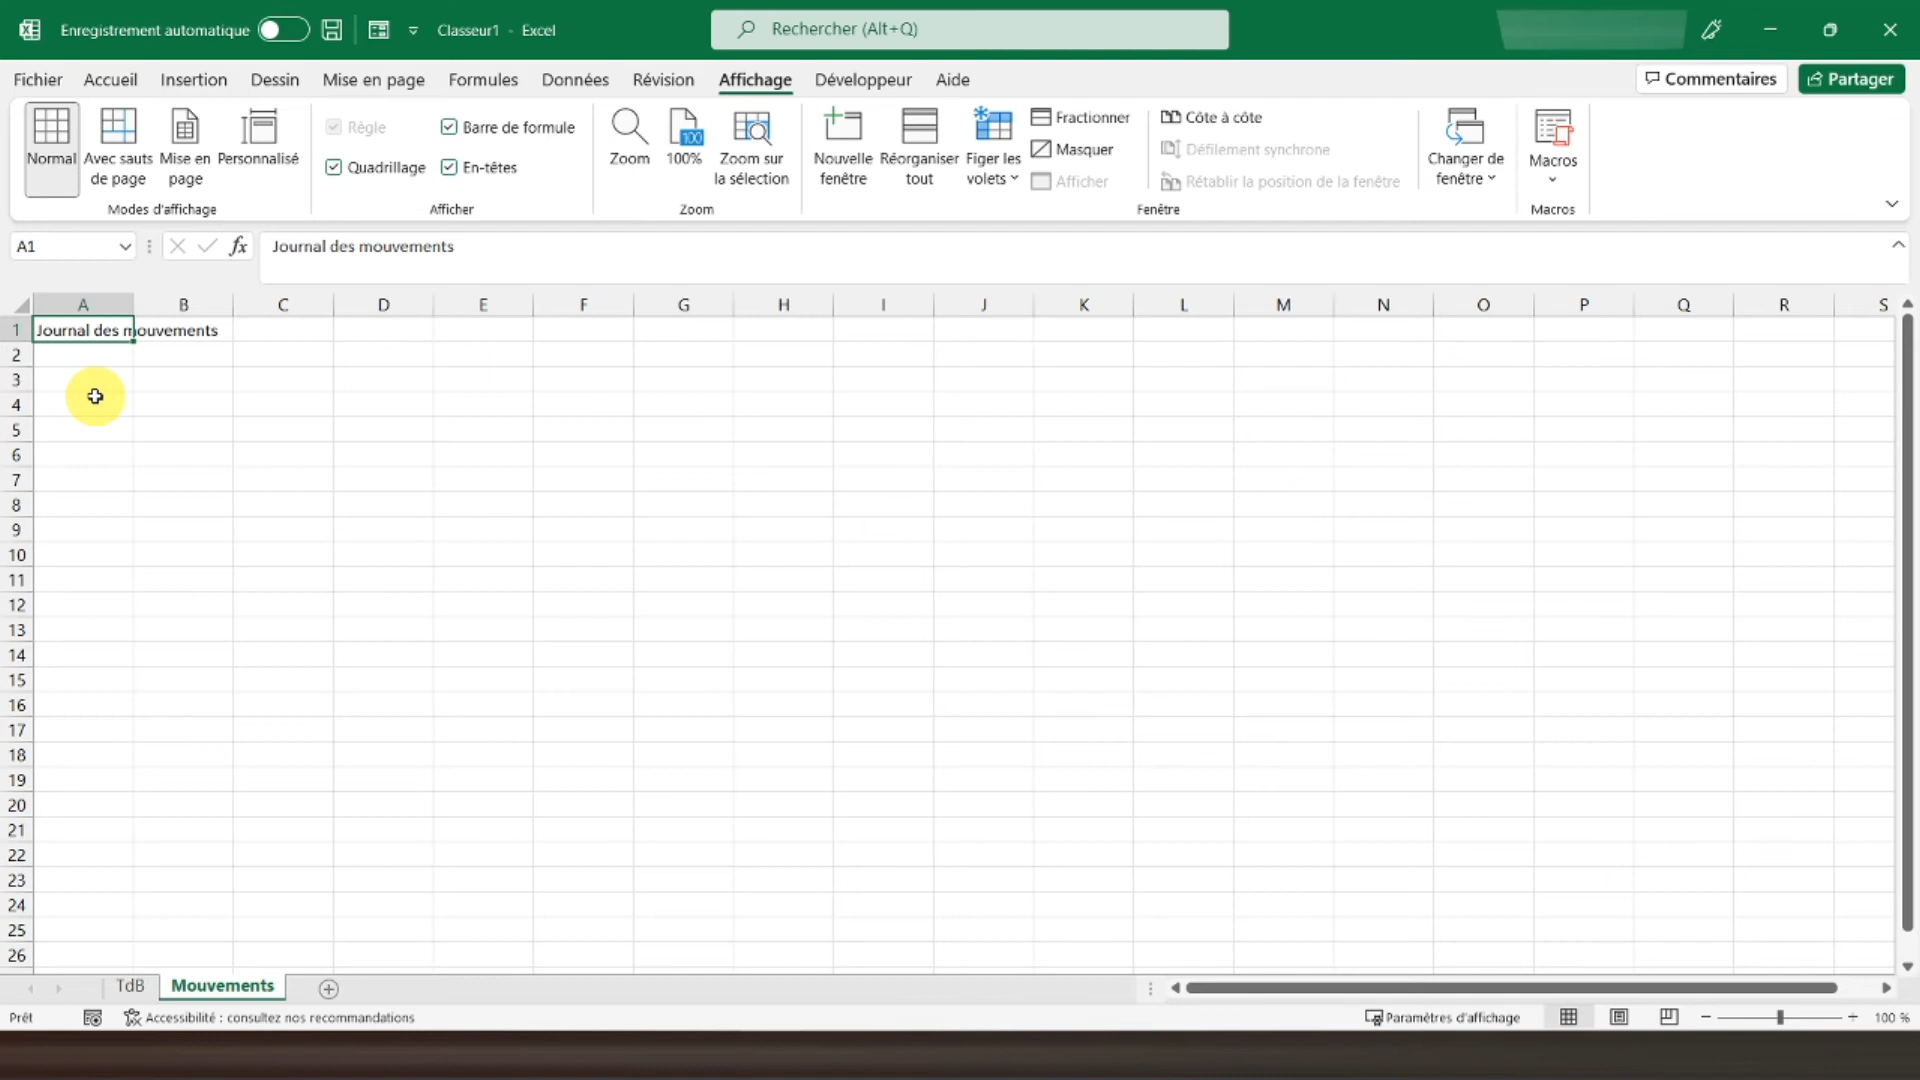 Enregistrement automatique
Classeur1 - Excel
Rechercher (Alt+Q)
Fichier Accueil Insertion Dessin Mise en page Formules Données Révision Affichage Développeur Aide
Commentaires Partager
Normal
Avec sauts
de page
Mise en
page
Personnalisé
Modes d'affichage
Règle
Barre de formule
Quadrillage
En-têtes
Afficher
Zoom
100
100%
Zoom sur
la sélection
Zoom
Nouvelle
fenêtre
Réorganiser
tout
Figer les
volets
Fractionner
Masquer
Afficher
Côte à côte
Défilement synchrone
Rétablir la position de la fenêtre
Fenêtre
Changer de
fenêtre
Macros
Macros
A1
fx
Journal des mouvements
A B C D E F G H I J K L M N O P Q R S
1 Journal des mouvements
2
3
4
5
6
7
8
9
10
11
12
13
14
15
16
17
18
19
20
21
22
23
24
25
26
TdB Mouvements
Prêt
Accessibilité : consultez nos recommandations
Paramètres d'affichage
100 %